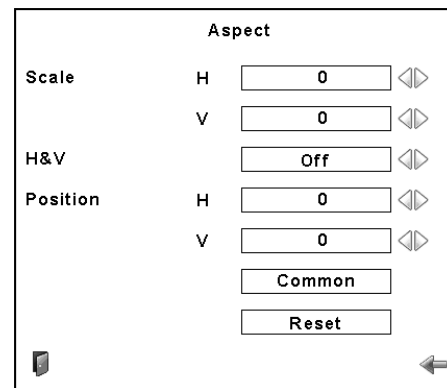 Aspect
Scale H 0
V 0
H&V Off
Position H 0
V 0
Common
Reset